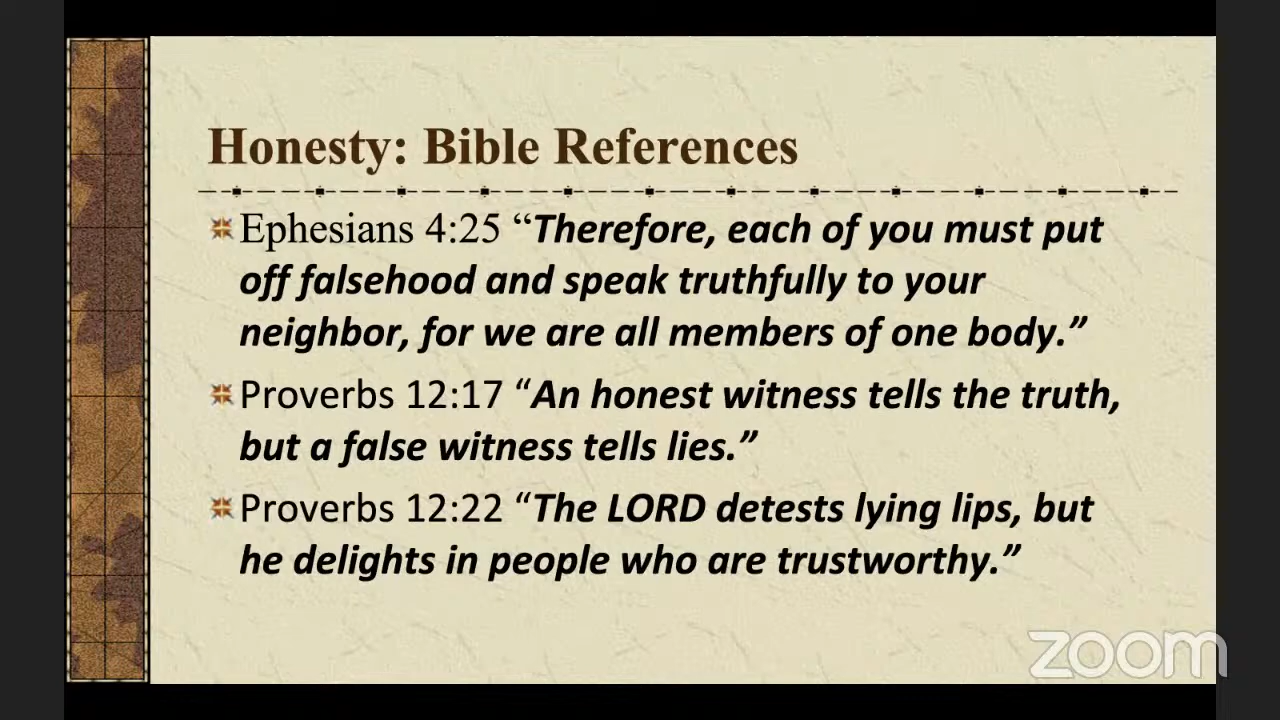 Honesty: Bible References
Ephesians 4:25 “Therefore, each of you must put
off falsehood and speak truthfully to your
neighbor, for we are all members of one body.”
Proverbs 12:17 “An honest witness tells the truth,
but a false witness tells lies.”
Proverbs 12:22 “The LORD detests lying lips, but
he delights in people who are trustworthy.”
zoom